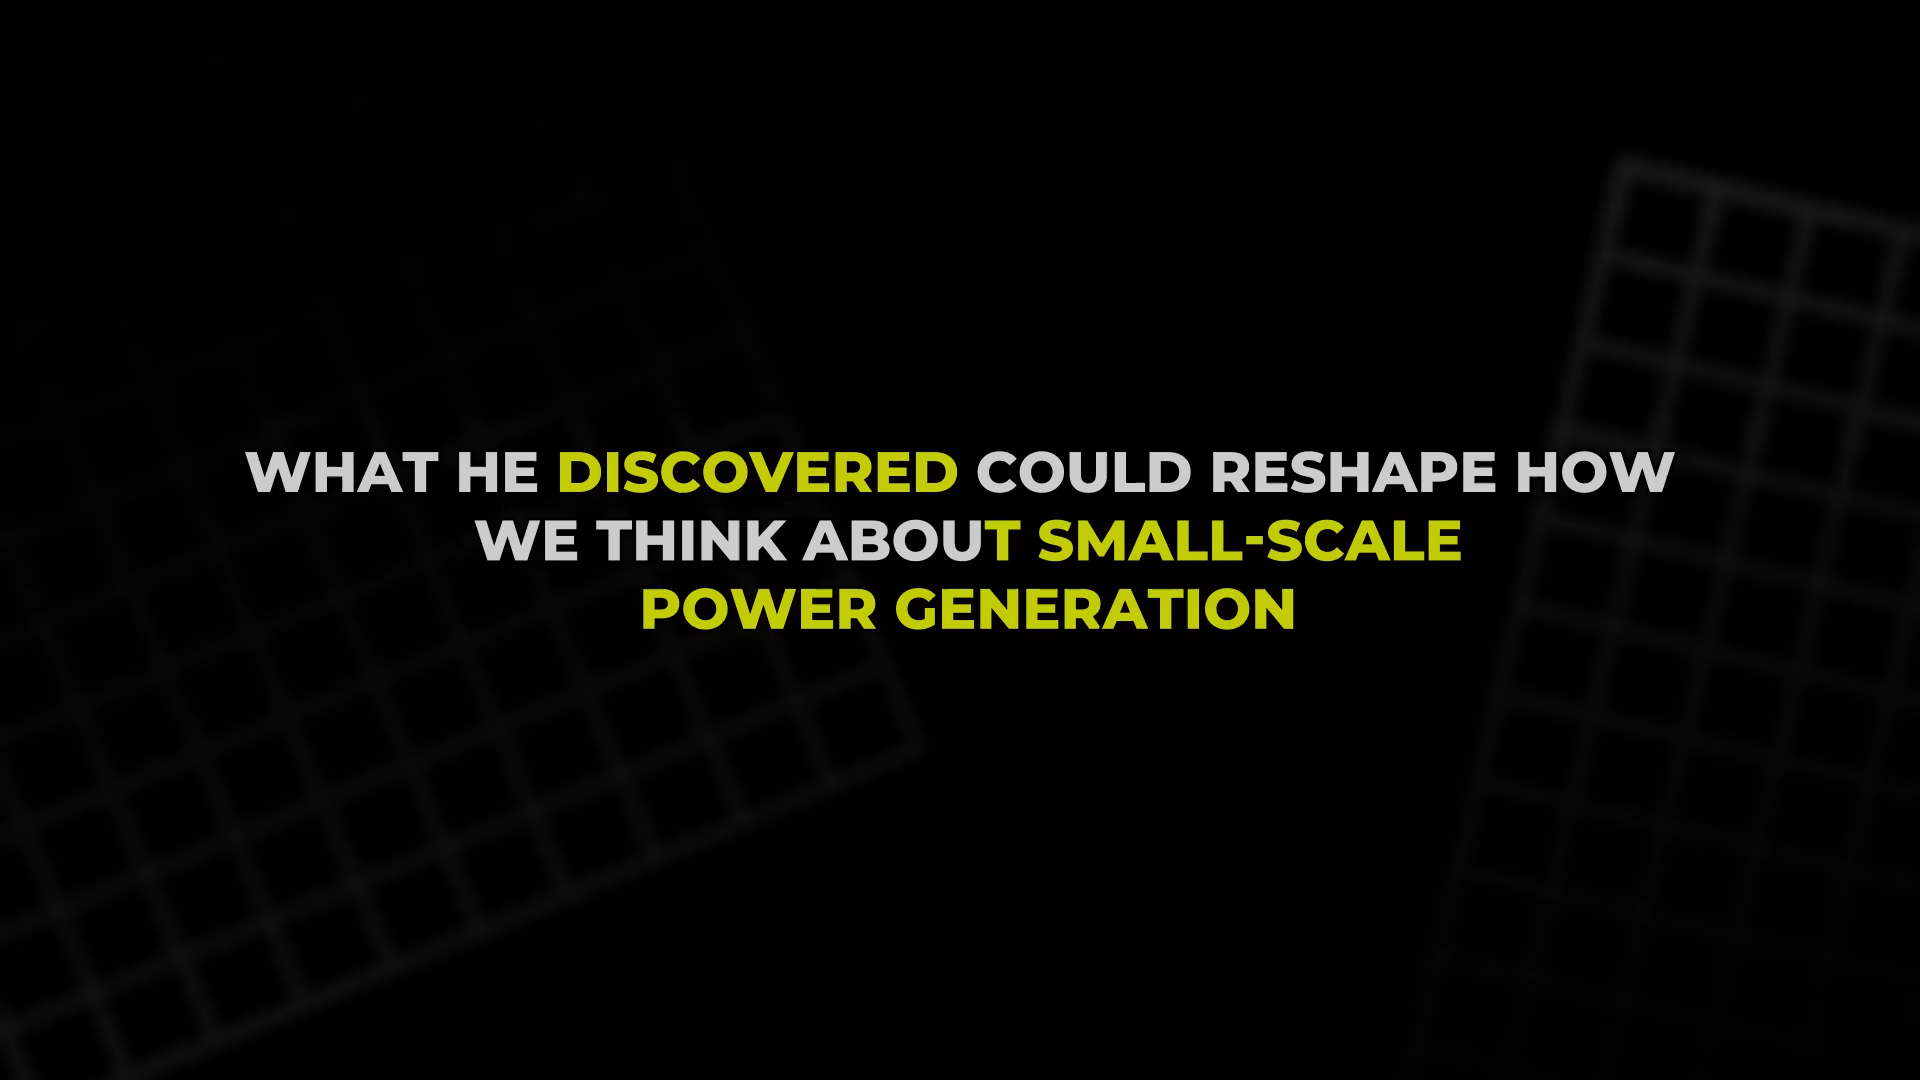 WHAT HE DISCOVERED COULD RESHAPE HOW
WE THINK ABOUT SMALL-SCALE
POWER GENERATION